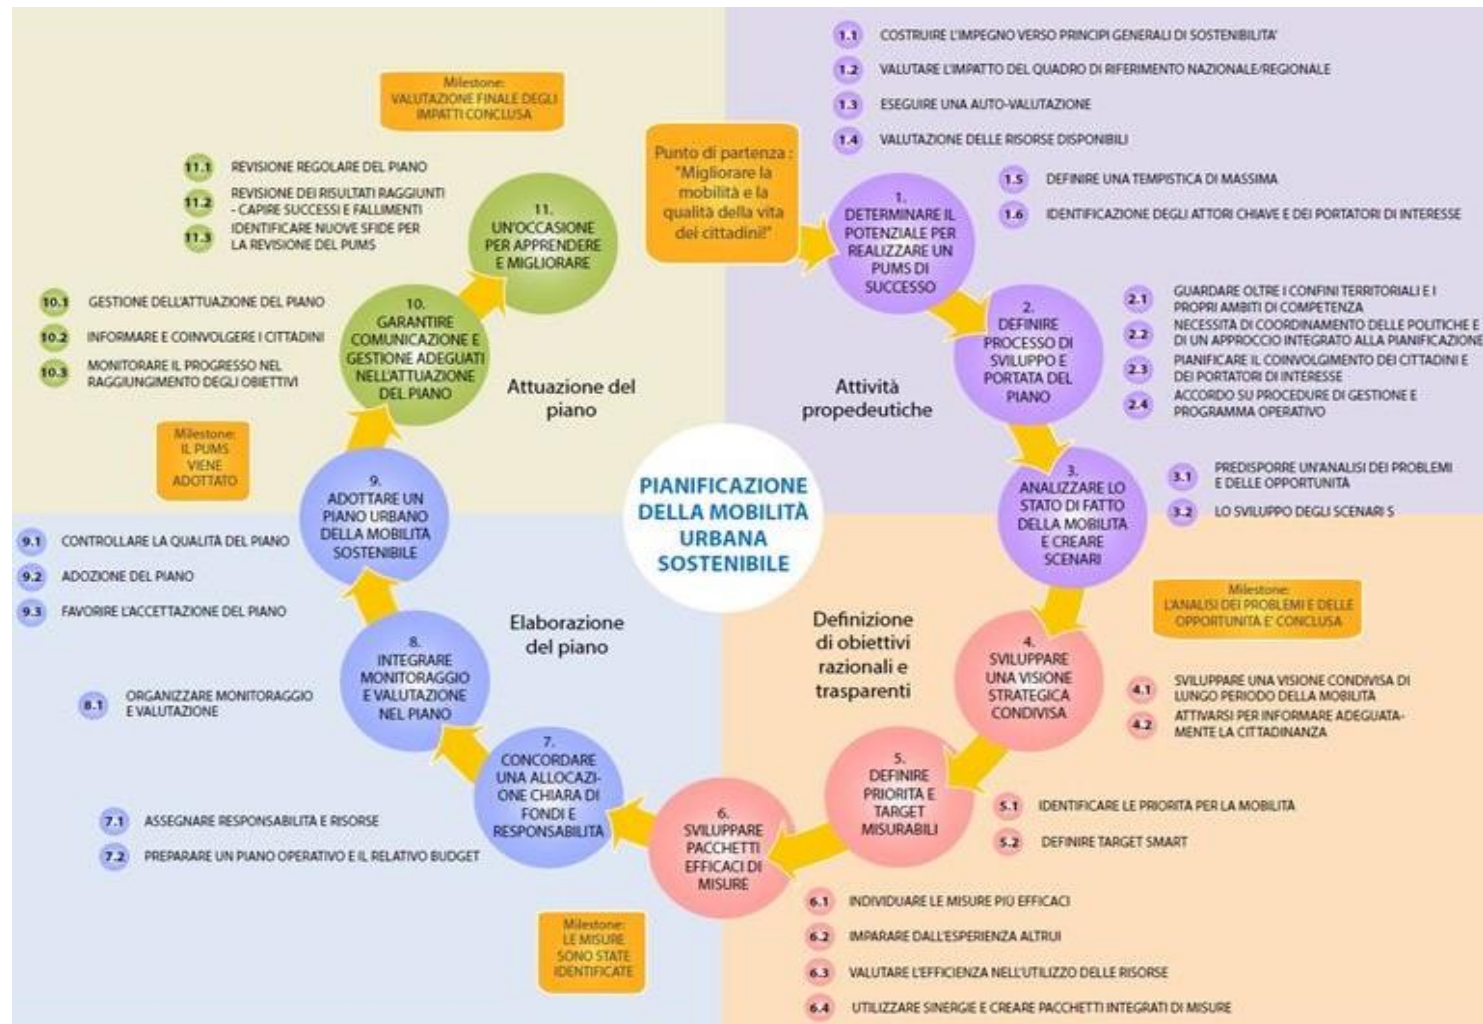 Punto di partenza :
"Migliorare la
mobilità e la
qualità della vita
dei cittadini!"
1.
DETERMINARE IL
POTENZIALE PER
REALIZZARE UN
PUMS DI
SUCCESSO
1.1 COSTRUIRE L'IMPEGNO VERSO PRINCIPI GENERALI DI SOSTENIBILITA'
1.2 VALUTARE L'IMPATTO DEL QUADRO DI RIFERIMENTO NAZIONALE/REGIONALE
1.3 ESEGUIRE UNA AUTO-VALUTAZIONE
1.4 VALUTAZIONE DELLE RISORSE DISPONIBILI
1.5 DEFINIRE UNA TEMPISTICA DI MASSIMA
1.6 IDENTIFICAZIONE DEGLI ATTORI CHIAVE E DEI PORTATORI DI INTERESSE
2.
DEFINIRE
PROCESSO DI
SVILUPPO E
PORTATA DEL
PIANO
2.1 GUARDARE OLTRE I CONFINI TERRITORIALI E I
PROPRI AMBITI DI COMPETENZA
2.2 NECESSITÀ DI COORDINAMENTO DELLE POLITICHE E
DI UN APPROCCIO INTEGRATO ALLA PIANIFICAZIONE
2.3 PIANIFICARE IL COINVOLGIMENTO DEI CITTADINI E
DEI PORTATORI DI INTERESSE
2.4 ACCORDO SU PROCEDURE DI GESTIONE E
PROGRAMMA OPERATIVO
Attività
propedeutiche
3.
ANALIZZARE LO
STATO DI FATTO
DELLA MOBILITÀ
E CREARE
SCENARI
3.1 PREDISPORRE UN'ANALISI DEI PROBLEMI
E DELLE OPPORTUNITÀ
3.2 LO SVILUPPO DEGLI SCENARI S
Milestone:
L'ANALISI DEI PROBLEMI E DELLE
OPPORTUNITA E' CONCLUSA
PIANIFICAZIONE
DELLA MOBILITÀ
URBANA
SOSTENIBILE
Definizione
di obiettivi
razionali e
trasparenti
4.
SVILUPPARE
UNA VISIONE
STRATEGICA
CONDIVISA
4.1 SVILUPPARE UNA VISIONE CONDIVISA DI
LUNGO PERIODO DELLA MOBILITÀ
4.2 ATTIVARSI PER INFORMARE ADEGUATA-
MENTE LA CITTADINANZA
5.
DEFINIRE
PRIORITÀ E
TARGET
MISURABILI
5.1 IDENTIFICARE LE PRIORITÀ PER LA MOBILITÀ
5.2 DEFINIRE TARGET SMART
6.
SVILUPPARE
PACCHETTI
EFFICACI DI
MISURE
6.1 INDIVIDUARE LE MISURE PIÙ EFFICACI
6.2 IMPARARE DALL'ESPERIENZA ALTRUI
6.3 VALUTARE L'EFFICIENZA NELL'UTILIZZO DELLE RISORSE
6.4 UTILIZZARE SINERGIE E CREARE PACCHETTI INTEGRATI DI MISURE
Milestone:
LE MISURE
SONO STATE
IDENTIFICATE
Elaborazione
del piano
7.
CONCORDARE
UNA ALLOCAZI-
ONE CHIARA DI
FONDI E
RESPONSABILITÀ
7.1 ASSEGNARE RESPONSABILITÀ E RISORSE
7.2 PREPARARE UN PIANO OPERATIVO E IL RELATIVO BUDGET
8.
INTEGRARE
MONITORAGGIO
E VALUTAZIONE
NEL PIANO
8.1 ORGANIZZARE MONITORAGGIO
E VALUTAZIONE
9.
ADOTTARE UN
PIANO URBANO
DELLA MOBILITÀ
SOSTENIBILE
9.1 CONTROLLARE LA QUALITÀ DEL PIANO
9.2 ADOZIONE DEL PIANO
9.3 FAVORIRE L'ACCETTAZIONE DEL PIANO
Milestone:
IL PUMS
VIENE
ADOTTATO
Attuazione del
piano
10.
GARANTIRE
COMUNICAZIONE E
GESTIONE ADEGUATI
NELL'ATTUAZIONE
DEL PIANO
10.1 GESTIONE DELL'ATTUAZIONE DEL PIANO
10.2 INFORMARE E COINVOLGERE I CITTADINI
10.3 MONITORARE IL PROGRESSO NEL
RAGGIUNGIMENTO DEGLI OBIETTIVI
11.
UN'OCCASIONE
PER APPRENDERE
E MIGLIORARE
11.1 REVISIONE REGOLARE DEL PIANO
11.2 REVISIONE DEI RISULTATI RAGGIUNTI
- CAPIRE SUCCESSI E FALLIMENTI
11.3 IDENTIFICARE NUOVE SFIDE PER
LA REVISIONE DEL PUMS
Milestone:
VALUTAZIONE FINALE DEGLI
IMPATTI CONCLUSA